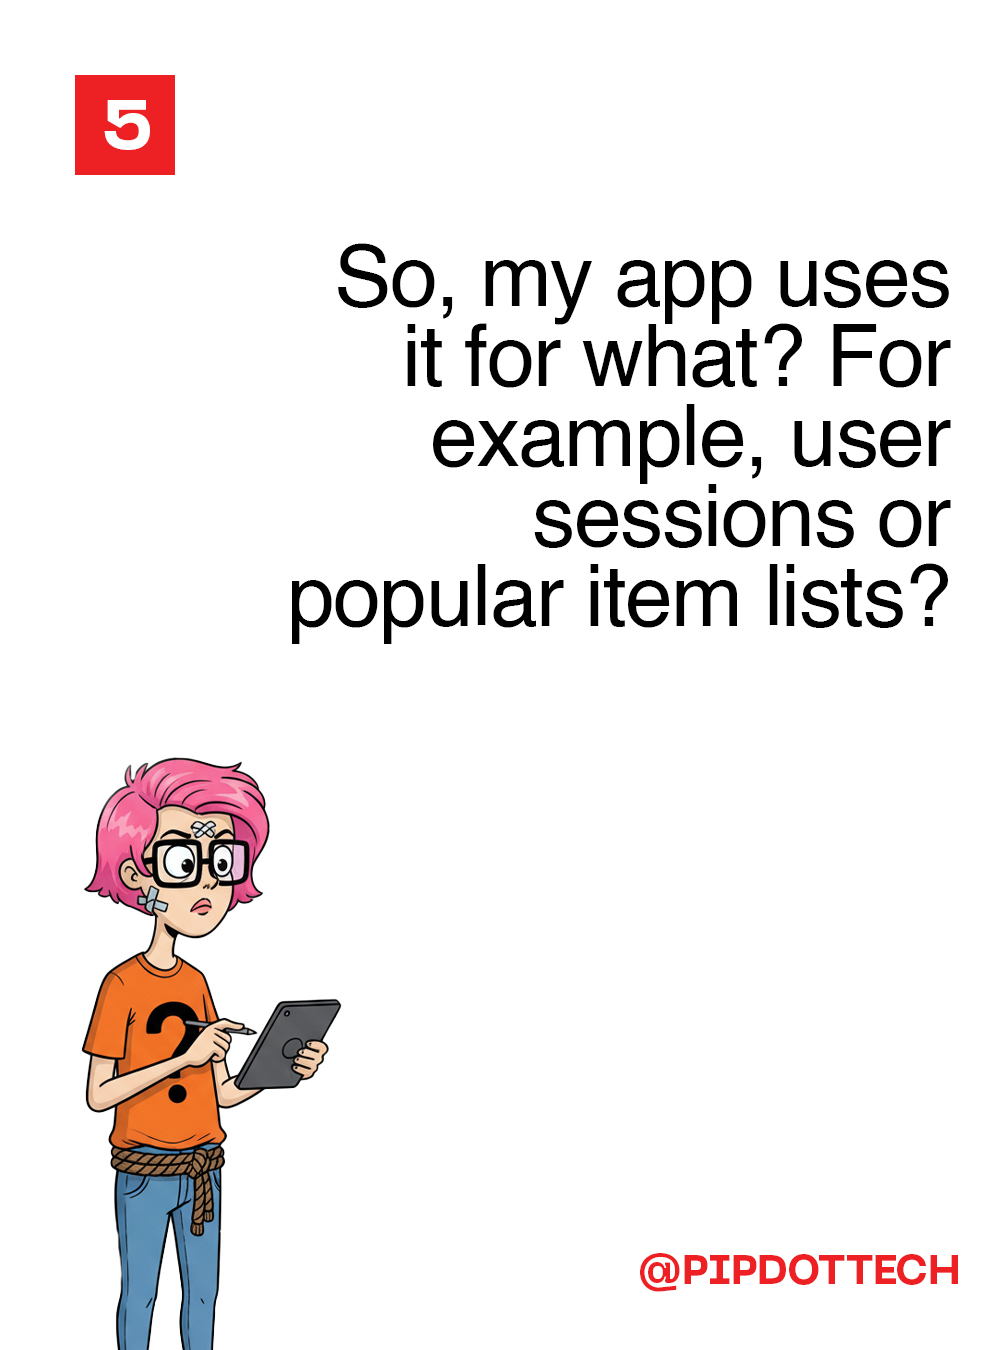 5
So, my app uses
it for what? For
example, user
sessions or
popular item lists?
?
@PIPDOTTECH